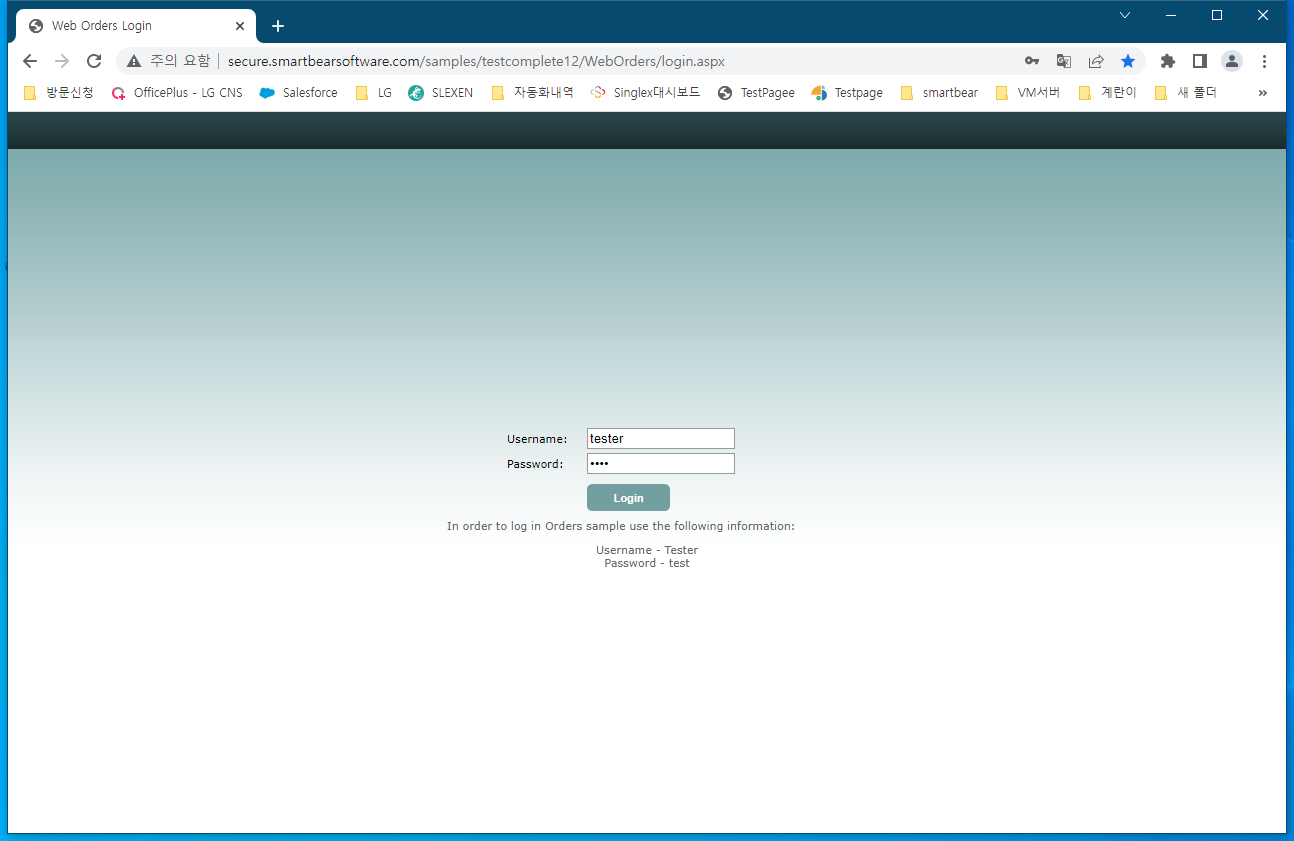 Web Orders Login
주의 요함 secure.smartbearsoftware.com/samples/testcomplete12/WebOrders/login.aspx
방문신청 OfficePlus - LG CNS Salesforce LG SLEXEN 자동화내역 Singlex대시보드 TestPagee Testpage smartbear VM서버 계란이 새 폴더 »
Username: tester
Password: ••••
Login
In order to log in Orders sample use the following information:
Username - Tester
Password - test